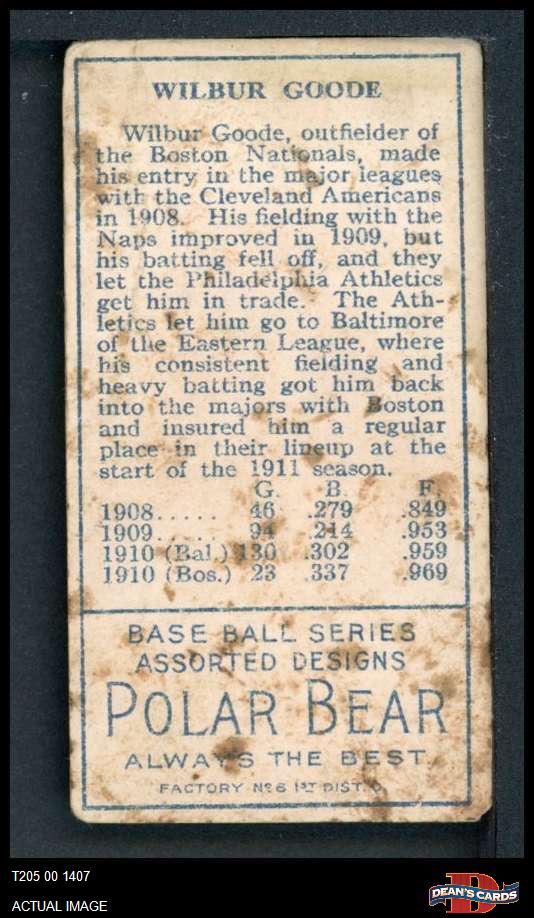 WILBUR GOODE
Wilbur Goode, outfielder of
the Boston Nationals, made
his entry in the major leagues
with the Cleveland Americans
in 1908. His fielding with the
Naps improved in 1909, but
his batting fell off, and they
let the Philadelphia Athletics
get him in trade. The Ath-
letics let him go to Baltimore
of the Eastern League, where
his consistent fielding and
heavy batting got him back
into the majors with Boston
and insured him a regular
place in their lineup at the
start of the 1911 season.
G. B. F.
1908..... 46 .279 .849
1909..... 94 .214 .953
1910 (Bal.) 130 .302 .959
1910 (Bos.) 23 .337 .969
BASE BALL SERIES
ASSORTED DESIGNS
POLAR BEAR
ALWAYS THE BEST
FACTORY No 6 1ST DIST. O.
T205 00 1407
ACTUAL IMAGE
D
DEAN'S CARDS